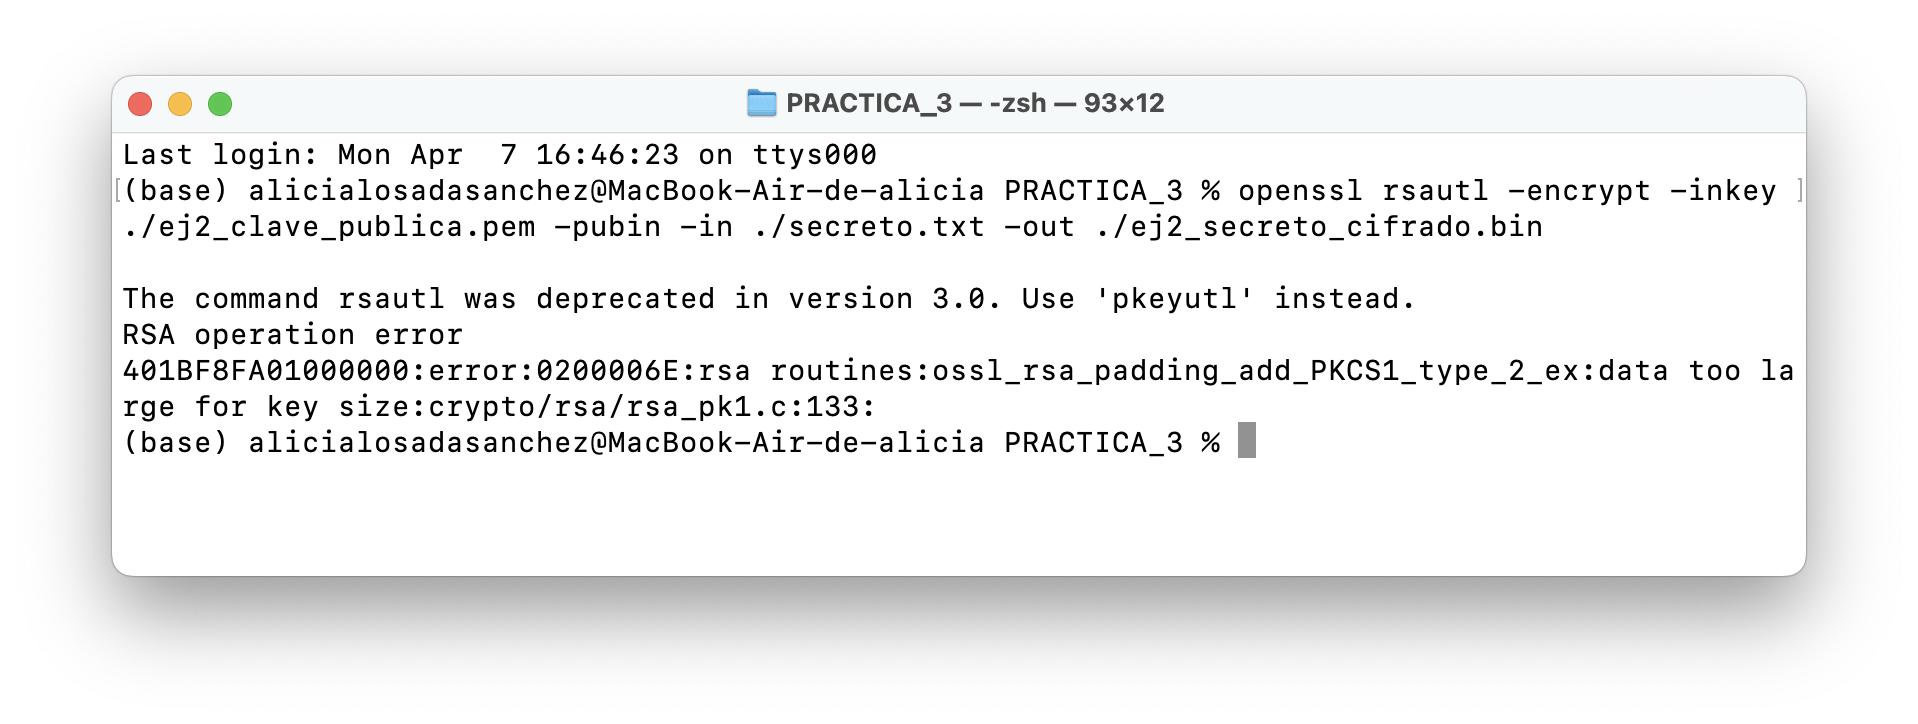 PRACTICA_3 — -zsh — 93×12
Last login: Mon Apr  7 16:46:23 on ttys000
[(base) alicialosadasanchez@MacBook-Air-de-alicia PRACTICA_3 % openssl rsautl -encrypt -inkey ]
./ej2_clave_publica.pem -pubin -in ./secreto.txt -out ./ej2_secreto_cifrado.bin
The command rsautl was deprecated in version 3.0. Use 'pkeyutl' instead.
RSA operation error
401BF8FA01000000:error:0200006E:rsa routines:ossl_rsa_padding_add_PKCS1_type_2_ex:data too la
rge for key size:crypto/rsa/rsa_pk1.c:133:
(base) alicialosadasanchez@MacBook-Air-de-alicia PRACTICA_3 %